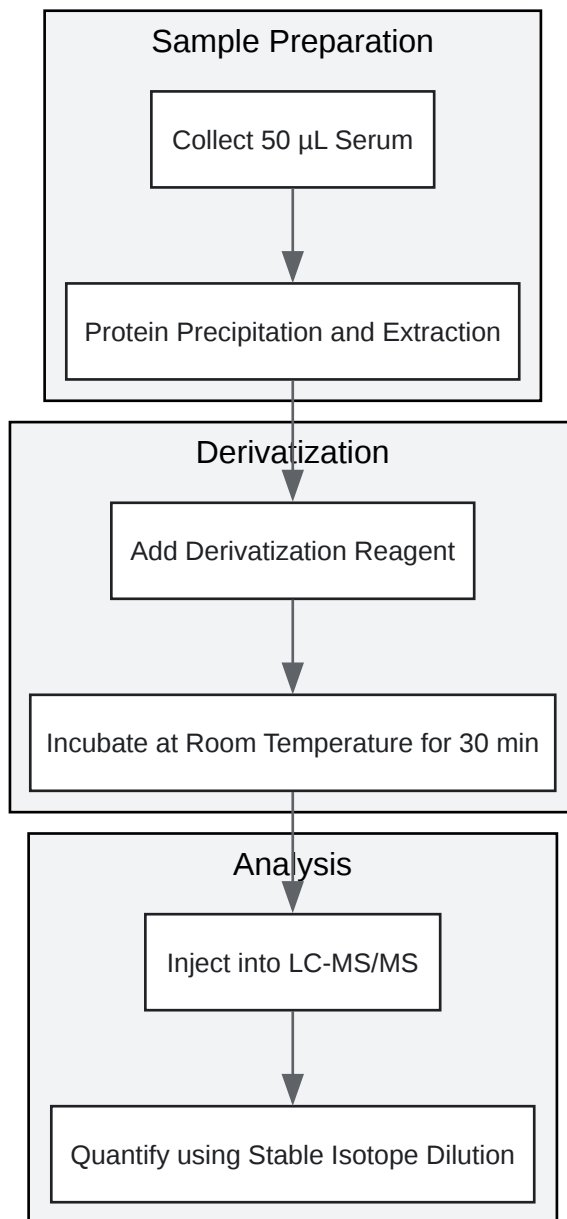 Sample Preparation
Collect 50 µL Serum
Protein Precipitation and Extraction
Derivatization
Add Derivatization Reagent
Incubate at Room Temperature for 30 min
Analysis
Inject into LC-MS/MS
Quantify using Stable Isotope Dilution